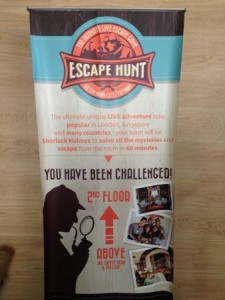 ESCAPE HUNT
The ultimate unique LIVE adventure
popular in London, Singapore
and many countries, your team will be
Sherlock Holmes to solve all the mysteries and
escape from the room in 60 minutes.
YOU HAVE BEEN CHALLENGED!
2ND FLOOR
ABOVE